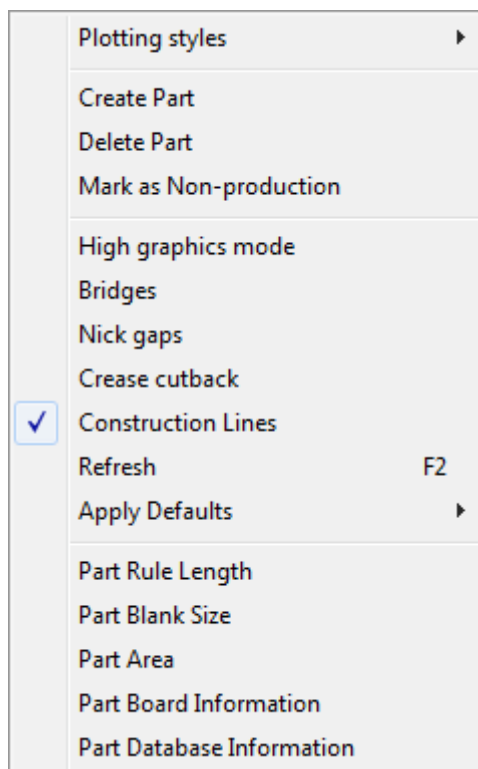 Plotting styles
Create Part
Delete Part
Mark as Non-production
High graphics mode
Bridges
Nick gaps
Crease cutback
Construction Lines
Refresh F2
Apply Defaults
Part Rule Length
Part Blank Size
Part Area
Part Board Information
Part Database Information